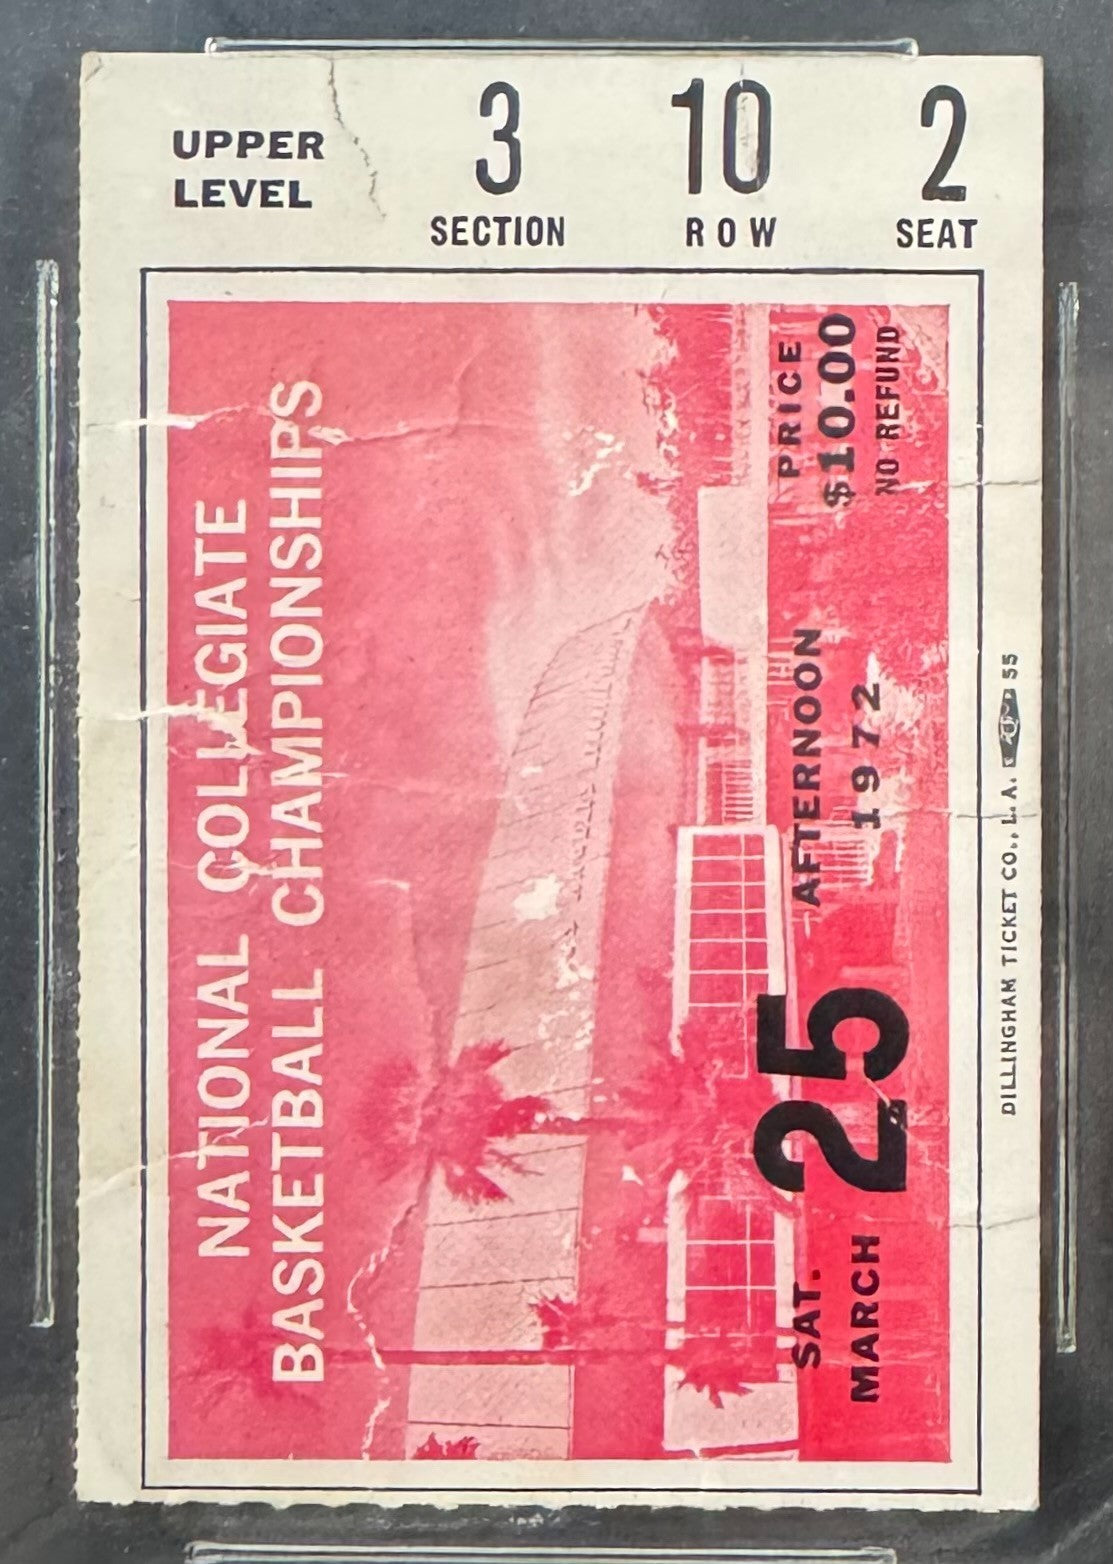 UPPER
LEVEL
3
SECTION
10
ROW
2
SEAT
NATIONAL COLLEGIATE
BASKETBALL CHAMPIONSHIPS
PRICE
$10.00
NO REFUND
SAT.
MARCH
25
AFTERNOON
1972
DILLINGHAM TICKET CO., L.A.
55